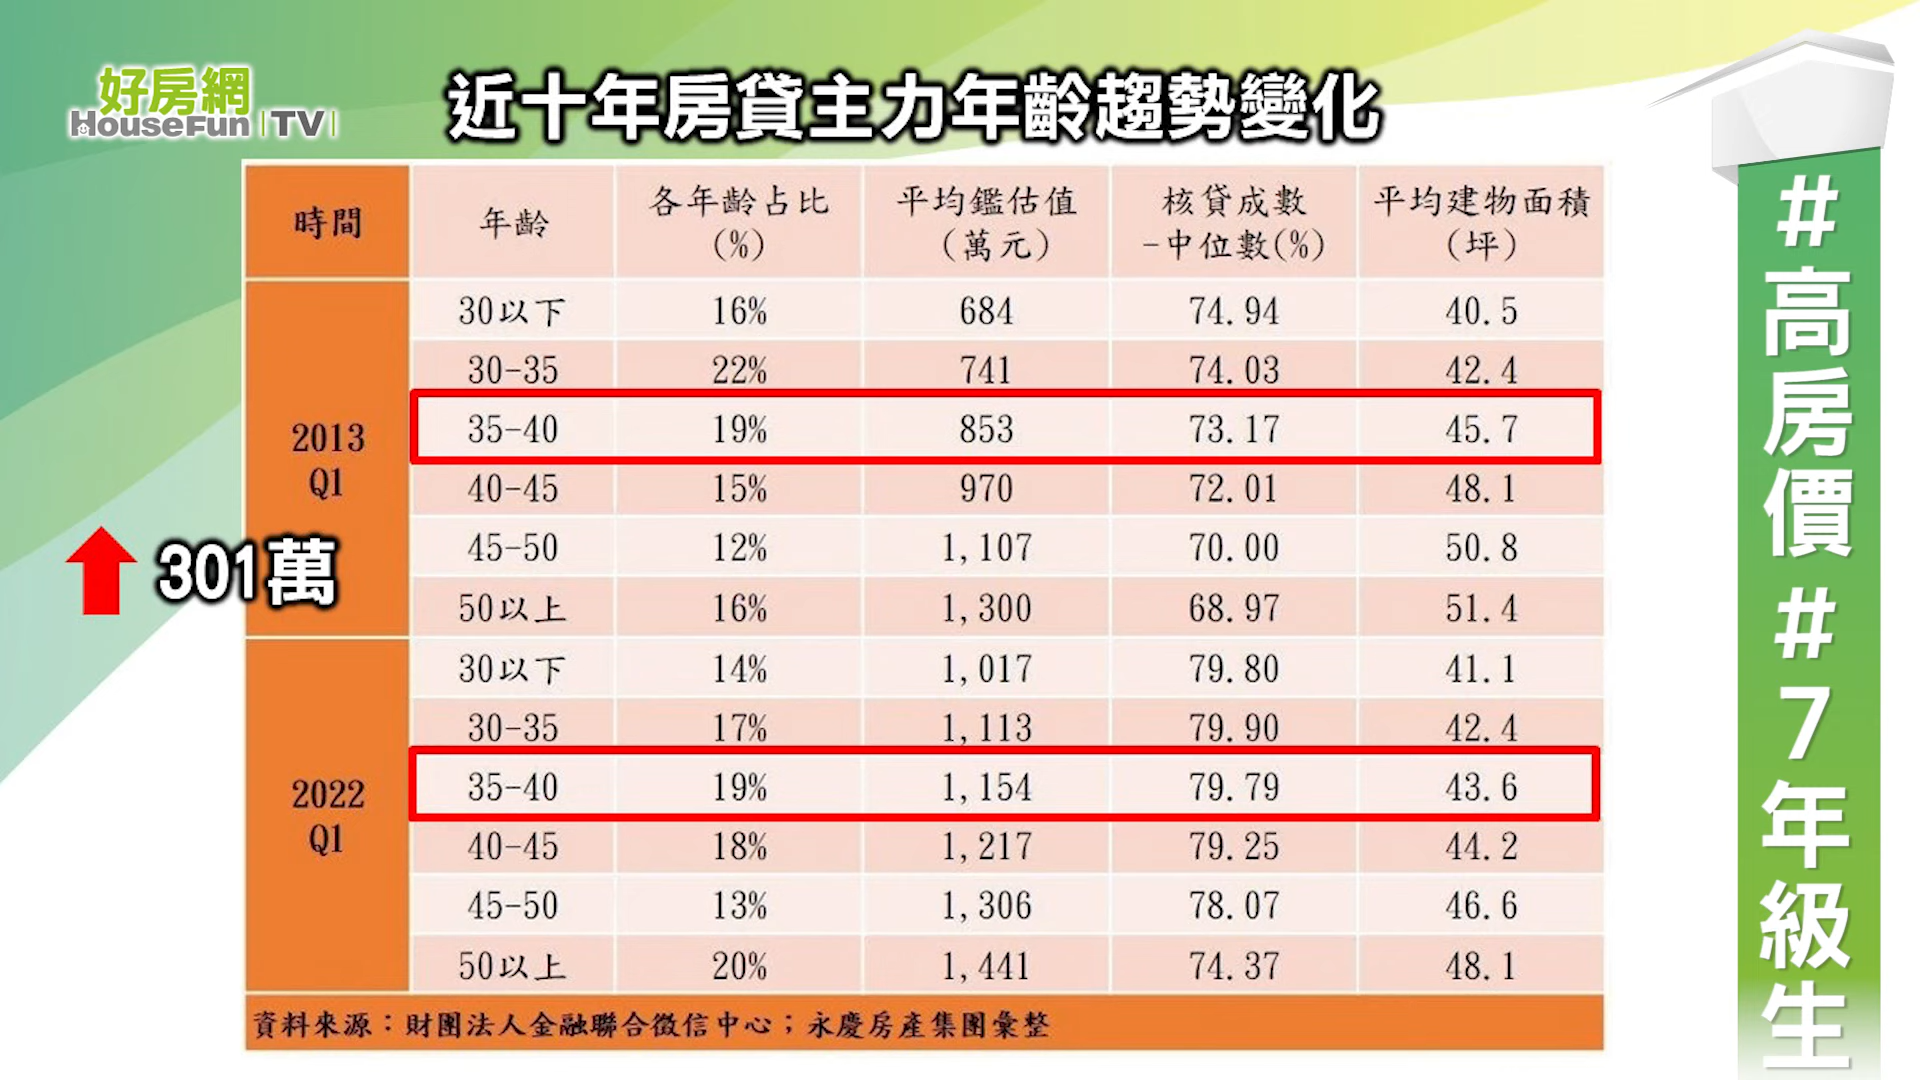 好房網
HouseFun TV
近十年房貸主力年齡趨勢變化
時間 年齡 各年齡占比(%) 平均鑑估值(萬元) 核貸成數-中位數(%) 平均建物面積(坪)
2013 Q1
30以下 16% 684 74.94 40.5
30-35 22% 741 74.03 42.4
35-40 19% 853 73.17 45.7
40-45 15% 970 72.01 48.1
45-50 12% 1,107 70.00 50.8
50以上 16% 1,300 68.97 51.4
301萬
2022 Q1
30以下 14% 1,017 79.80 41.1
30-35 17% 1,113 79.90 42.4
35-40 19% 1,154 79.79 43.6
40-45 18% 1,217 79.25 44.2
45-50 13% 1,306 78.07 46.6
50以上 20% 1,441 74.37 48.1
資料來源：財團法人金融聯合徵信中心；永慶房產集團彙整
#高房價#7年級生